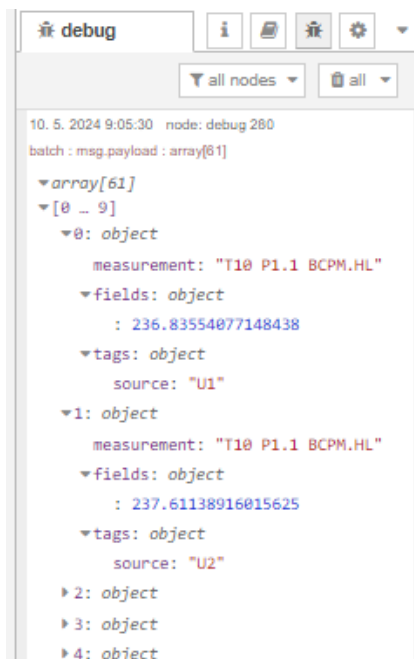 debug
i
all nodes
all
10. 5. 2024 9:05:30 node: debug 280
batch : msg.payload : array[61]
array[61]
[0 … 9]
0: object
measurement: "T10 P1.1 BCPM.HL"
fields: object
: 236.83554077148438
tags: object
source: "U1"
1: object
measurement: "T10 P1.1 BCPM.HL"
fields: object
: 237.61138916015625
tags: object
source: "U2"
2: object
3: object
4: object